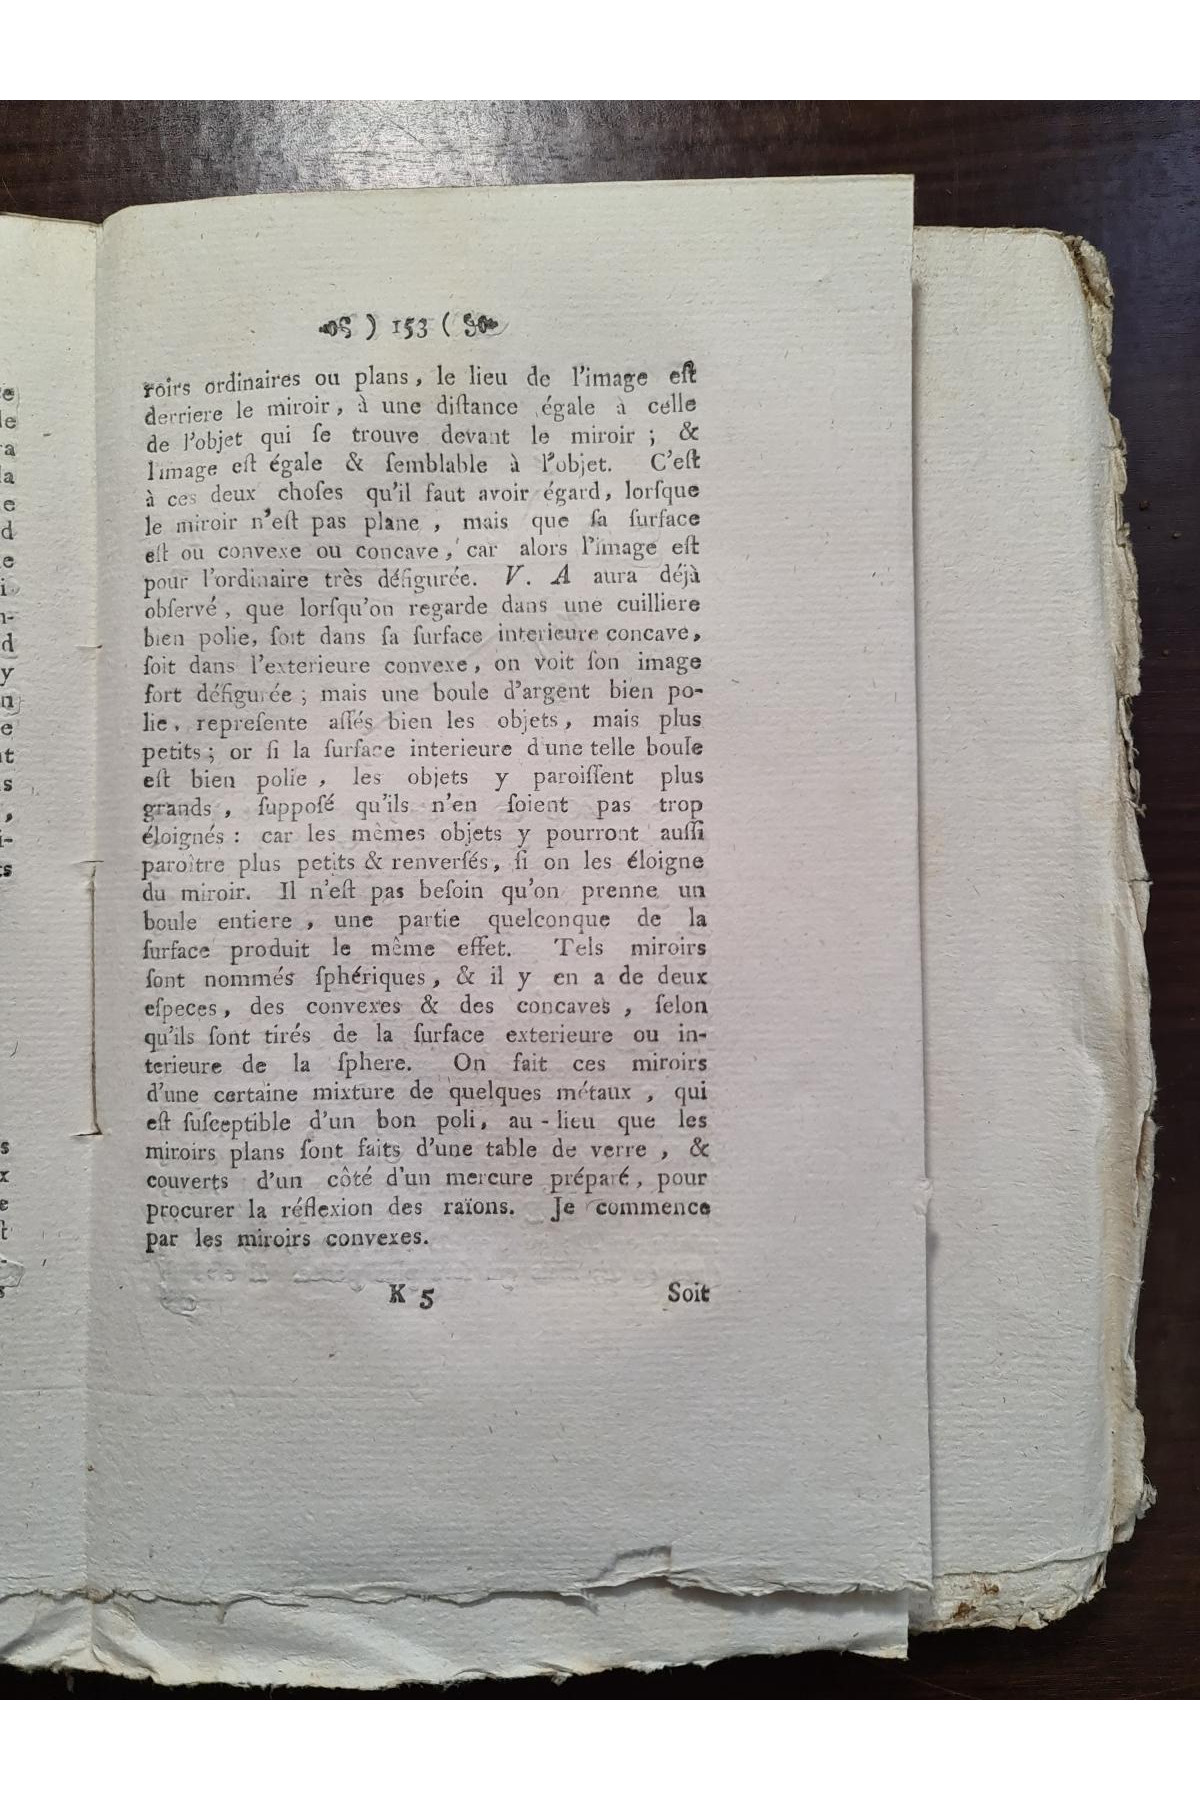 ) 153 (
roirs ordinaires ou plans, le lieu de l'image eſt
derriere le miroir, à une diſtance égale à celle
de l'objet qui ſe trouve devant le miroir; &
l'image eſt égale & ſemblable à l'objet. C'eſt
à ces deux choſes qu'il faut avoir égard, lorſque
le miroir n'eſt pas plane, mais que ſa ſurface
eſt ou convexe ou concave, car alors l'image eſt
pour l'ordinaire très défigurée. V. A aura déjà
obſervé, que lorſqu'on regarde dans une cuilliere
bien polie, ſoit dans ſa ſurface interieure concave,
ſoit dans l'exterieure convexe, on voit ſon image
fort défigurée; mais une boule d'argent bien po-
lie, repreſente aſſés bien les objets, mais plus
petits; or ſi la ſurface interieure d'une telle boule
eſt bien polie, les objets y paroiſſent plus
grands, ſuppoſé qu'ils n'en ſoient pas trop
éloignés: car les mêmes objets y pourront auſſi
paroître plus petits & renverſés, ſi on les éloigne
du miroir. Il n'eſt pas beſoin qu'on prenne un
boule entiere, une partie quelconque de la
ſurface produit le même effet. Tels miroirs
ſont nommés ſphériques, & il y en a de deux
eſpeces, des convexes & des concaves, ſelon
qu'ils ſont tirés de la ſurface exterieure ou in-
terieure de la ſphere. On fait ces miroirs
d'une certaine mixture de quelques métaux, qui
eſt ſuſceptible d'un bon poli, au-lieu que les
miroirs plans ſont faits d'une table de verre, &
couverts d'un côté d'un mercure préparé, pour
procurer la réflexion des raïons. Je commence
par les miroirs convexes.
K 5 Soit